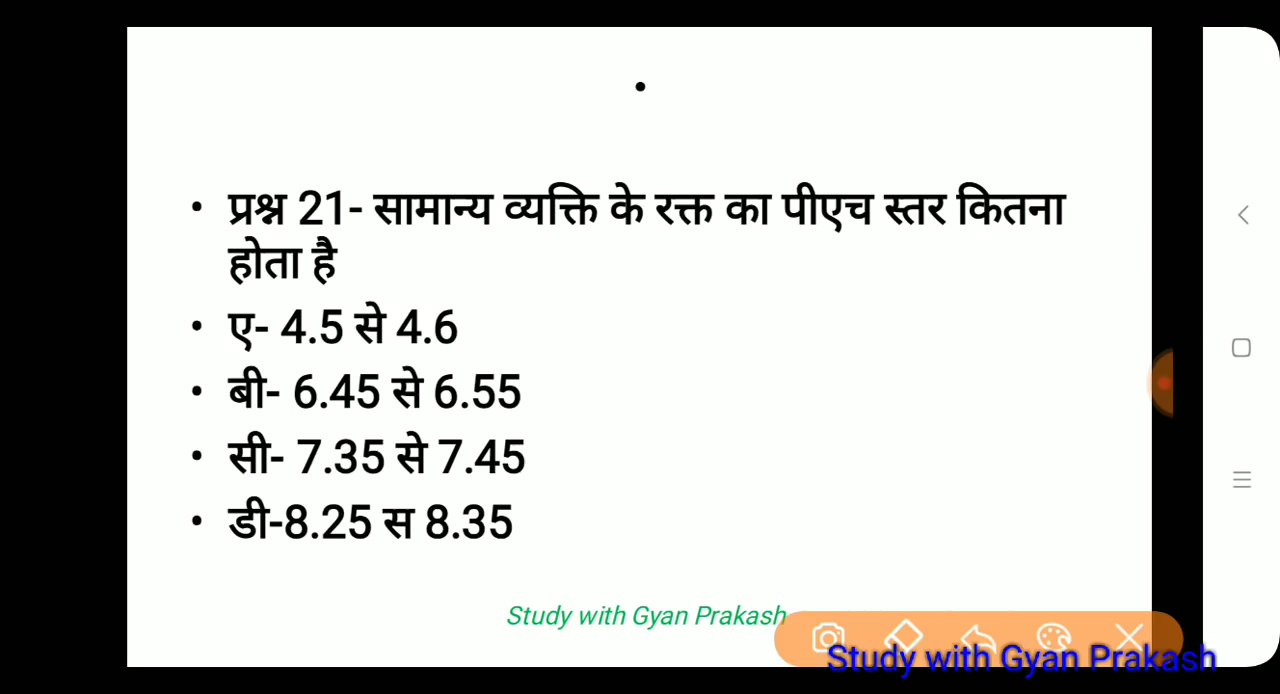 • प्रश्न 21- सामान्य व्यक्ति के रक्त का पीएच स्तर कितना
होता है
• ए- 4.5 से 4.6
• बी- 6.45 से 6.55
• सी- 7.35 से 7.45
• डी-8.25 स 8.35
Study with Gyan Prakash
Study with Gyan Prakash